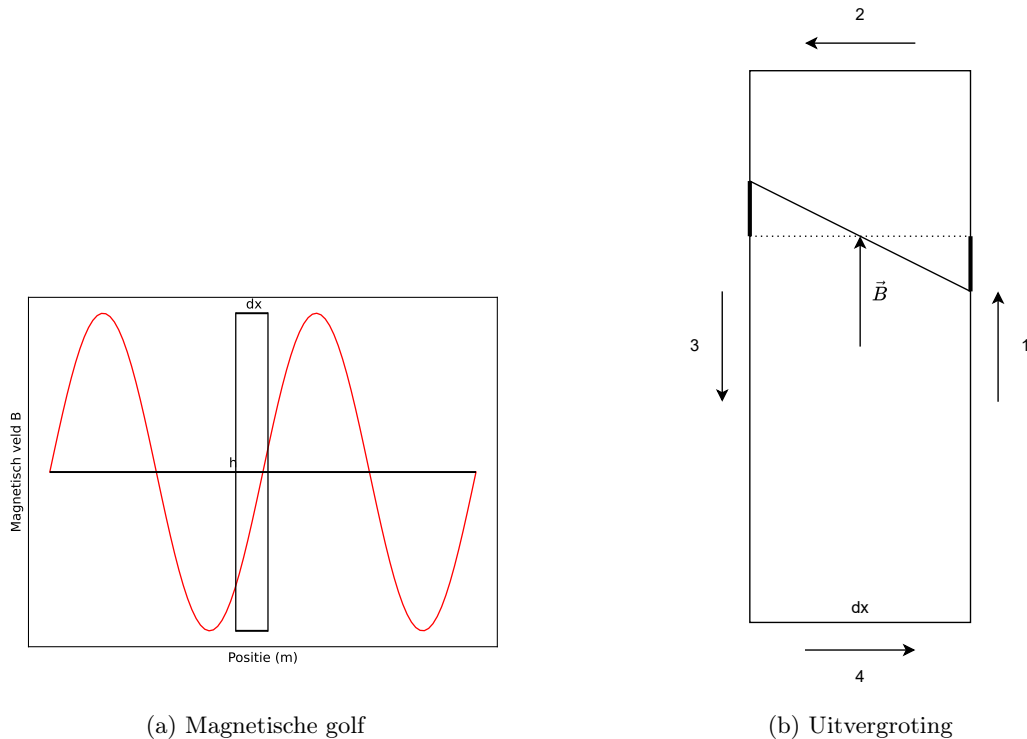 dx
h
Magnetisch veld B
Positie (m)
(a) Magnetische golf
2
3
B⃗
1
dx
4
(b) Uitvergroting